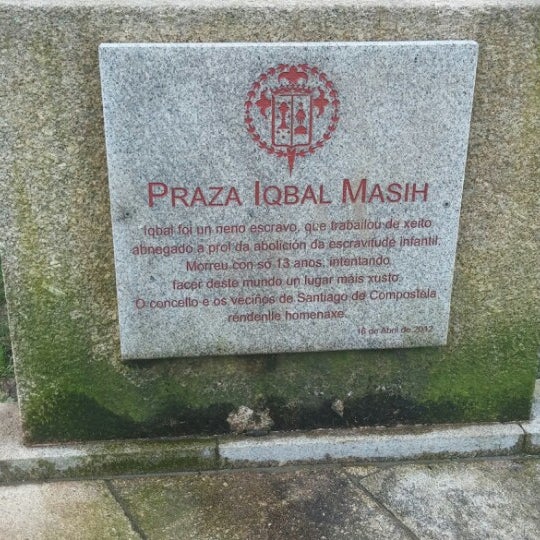 PRAZA IQBAL MASIH
Iqbal foi un neno escravo, que traballou de xeito
abnegado a prol da abolición da escravitude infantil.
Morreu con só 13 anos, intentando
facer deste mundo un lugar máis xusto.
O concello e os veciños de Santiago de Compostela
réndenlle homenaxe.
16 de Abril de 2012